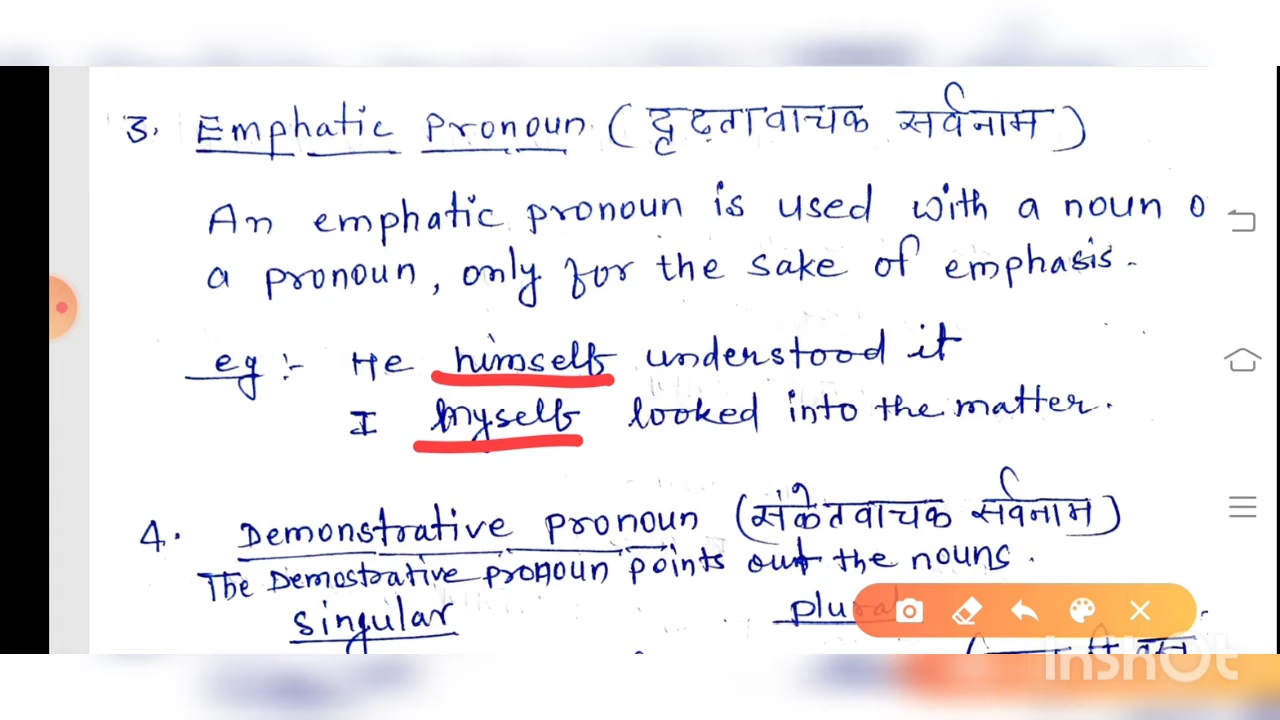 3. Emphatic Pronoun (दृढ़तावाचक सर्वनाम)
An emphatic pronoun is used with a noun o
a pronoun, only for the sake of emphasis.
eg :- He himself understood it
I myself looked into the matter.
4. Demonstrative pronoun (संकेतवाचक सर्वनाम)
The Demostrative pronoun points out the nouns.
singular
plural
InShOt